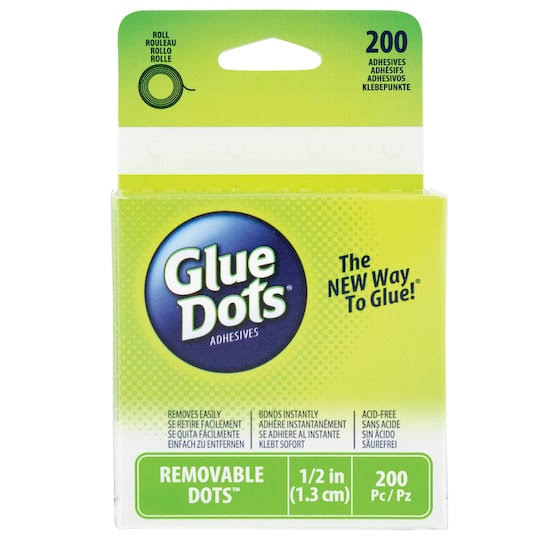 ROLL
ROULEAU
ROLLO
ROLLE
200
ADHESIVES
ADHÉSIFS
ADHESIVOS
KLEBEPUNKTE
Glue
Dots®
ADHESIVES
The
NEW Way
To Glue!®
REMOVES EASILY
SE RETIRE FACILEMENT
SE QUITA FÁCILMENTE
EINFACH ZU ENTFERNEN
BONDS INSTANTLY
ADHÈRE INSTANTANÉMENT
SE ADHIERE AL INSTANTE
KLEBT SOFORT
ACID-FREE
SANS ACIDE
SIN ÁCIDO
SÄUREFREI
REMOVABLE
DOTS™
1/2 in
(1.3 cm)
200
Pc/Pz